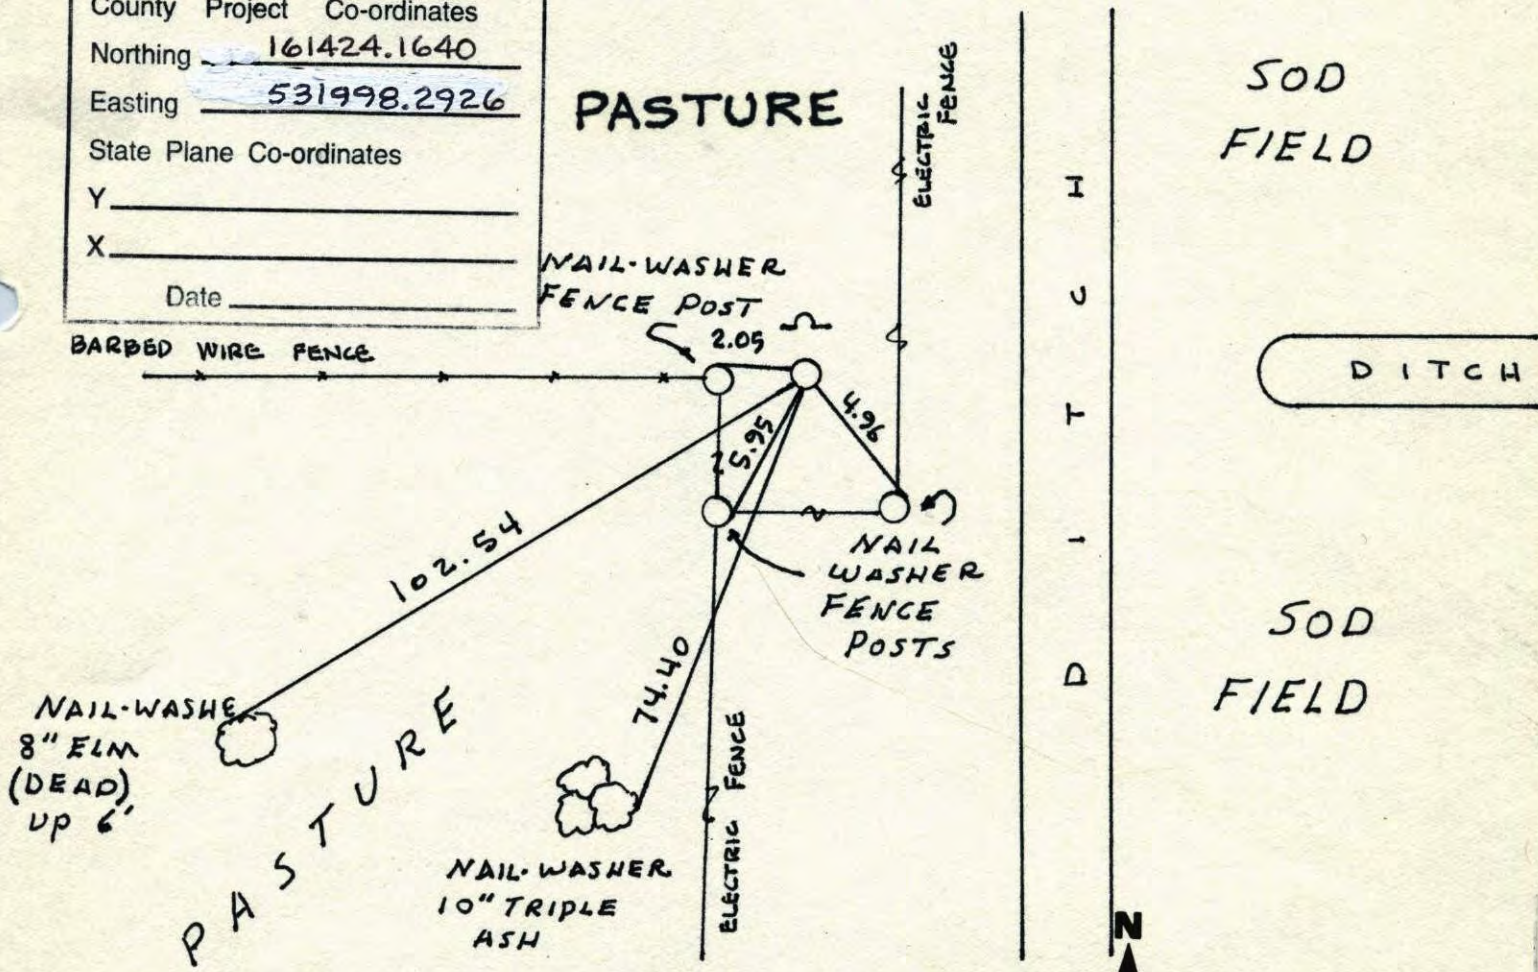 County Project Co-ordinates
Northing 161424.1640
Easting 531998.2926
State Plane Co-ordinates
Y
X
Date
PASTURE
ELECTRIC
FENCE
SOD
FIELD
NAIL-WASHER
FENCE POST
2.05
BARBED WIRE FENCE
DITCH
DITCH
5.95
4.96
102.54
NAIL
WASHER
FENCE
POSTS
SOD
FIELD
74.40
NAIL-WASHE
8" ELM
(DEAD)
UP 6'
PASTURE
ELECTRIC FENCE
NAIL-WASHER
10" TRIPLE
ASH
N